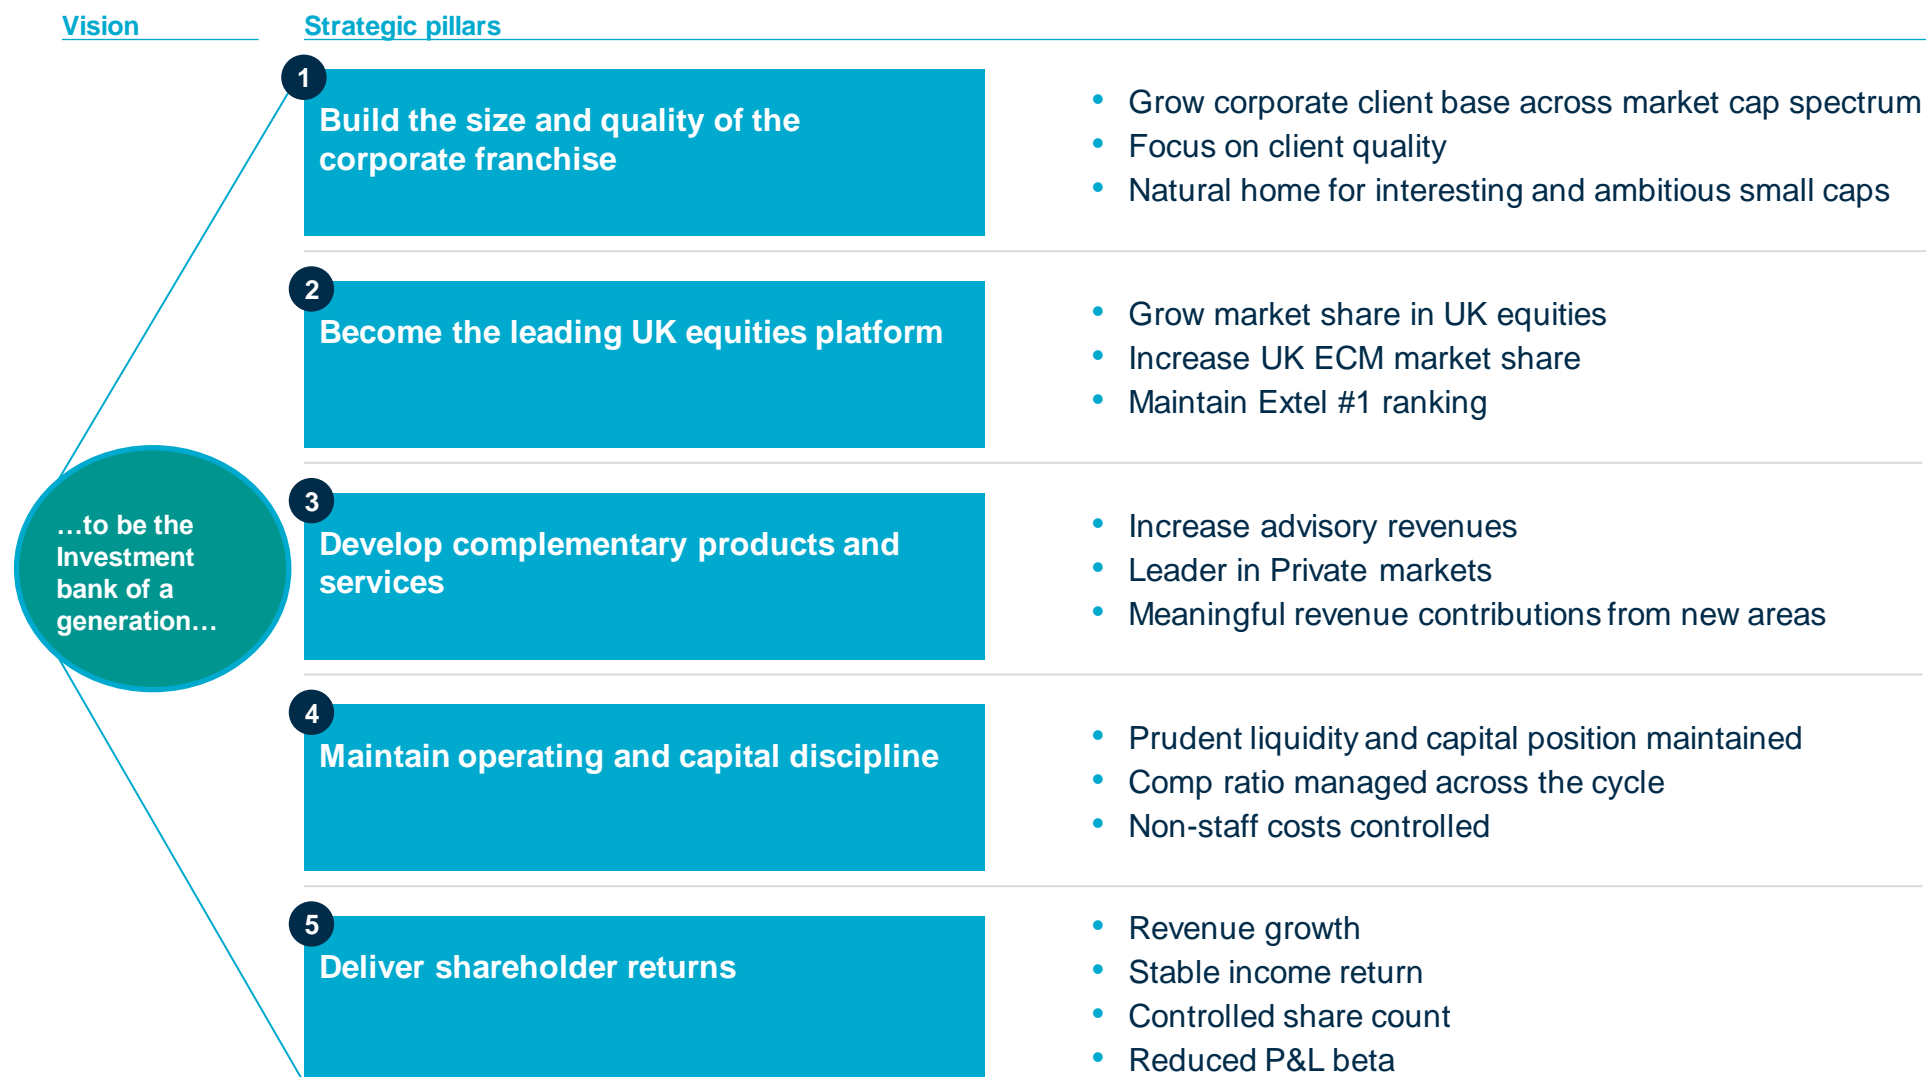 Vision
Strategic pillars
…to be the
Investment
bank of a
generation…
1
Build the size and quality of the
corporate franchise
• Grow corporate client base across market cap spectrum
• Focus on client quality
• Natural home for interesting and ambitious small caps
2
Become the leading UK equities platform
• Grow market share in UK equities
• Increase UK ECM market share
• Maintain Extel #1 ranking
3
Develop complementary products and
services
• Increase advisory revenues
• Leader in Private markets
• Meaningful revenue contributions from new areas
4
Maintain operating and capital discipline
• Prudent liquidity and capital position maintained
• Comp ratio managed across the cycle
• Non-staff costs controlled
5
Deliver shareholder returns
• Revenue growth
• Stable income return
• Controlled share count
• Reduced P&L beta